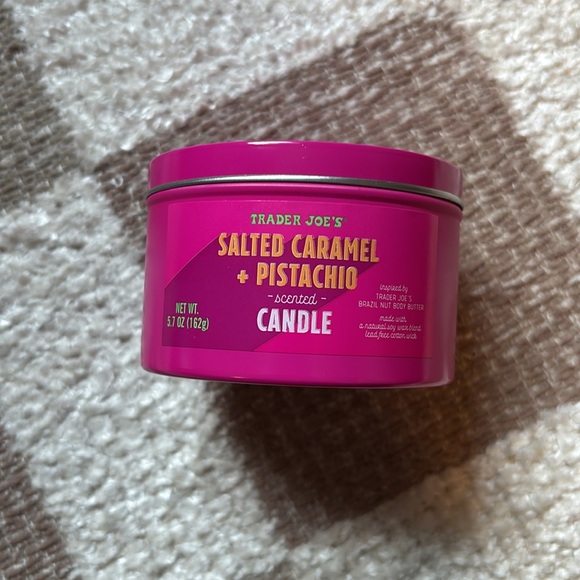 TRADER JOE'S
SALTED CARAMEL
+ PISTACHIO
- scented -
CANDLE
NET WT.
5.7 OZ (162g)
inspired by
TRADER JOE'S
BRAZIL NUT BODY BUTTER
made with
a natural soy wax blend
lead free cotton wick